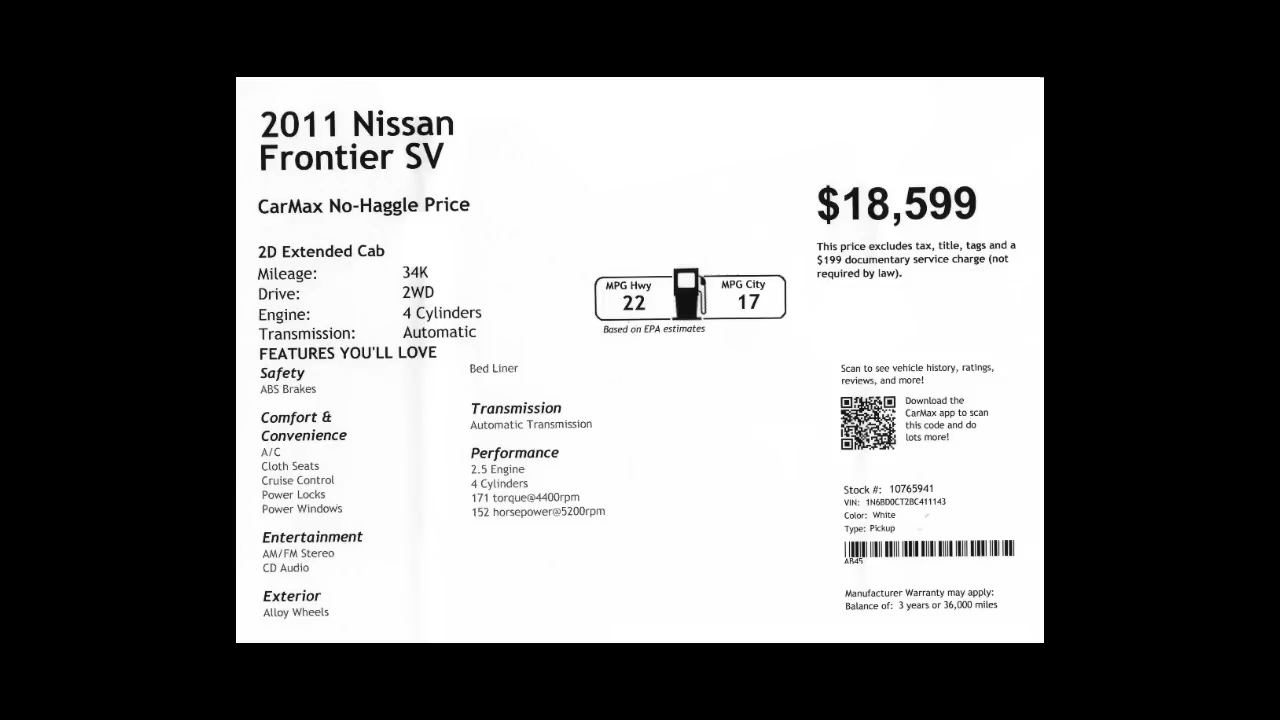 2011 Nissan
Frontier SV
CarMax No-Haggle Price
$18,599
This price excludes tax, title, tags and a
$199 documentary service charge (not
required by law).
2D Extended Cab
Mileage: 34K
Drive: 2WD
Engine: 4 Cylinders
Transmission: Automatic
MPG Hwy
22
MPG City
17
Based on EPA estimates
FEATURES YOU'LL LOVE
Safety
ABS Brakes
Comfort &
Convenience
A/C
Cloth Seats
Cruise Control
Power Locks
Power Windows
Entertainment
AM/FM Stereo
CD Audio
Exterior
Alloy Wheels
Bed Liner
Transmission
Automatic Transmission
Performance
2.5 Engine
4 Cylinders
171 torque@4400rpm
152 horsepower@5200rpm
Scan to see vehicle history, ratings,
reviews, and more!
Download the
CarMax app to scan
this code and do
lots more!
Stock #: 10765941
VIN: 1N6BD0CT2BC411143
Color: White
Type: Pickup
AB45
Manufacturer Warranty may apply:
Balance of: 3 years or 36,000 miles